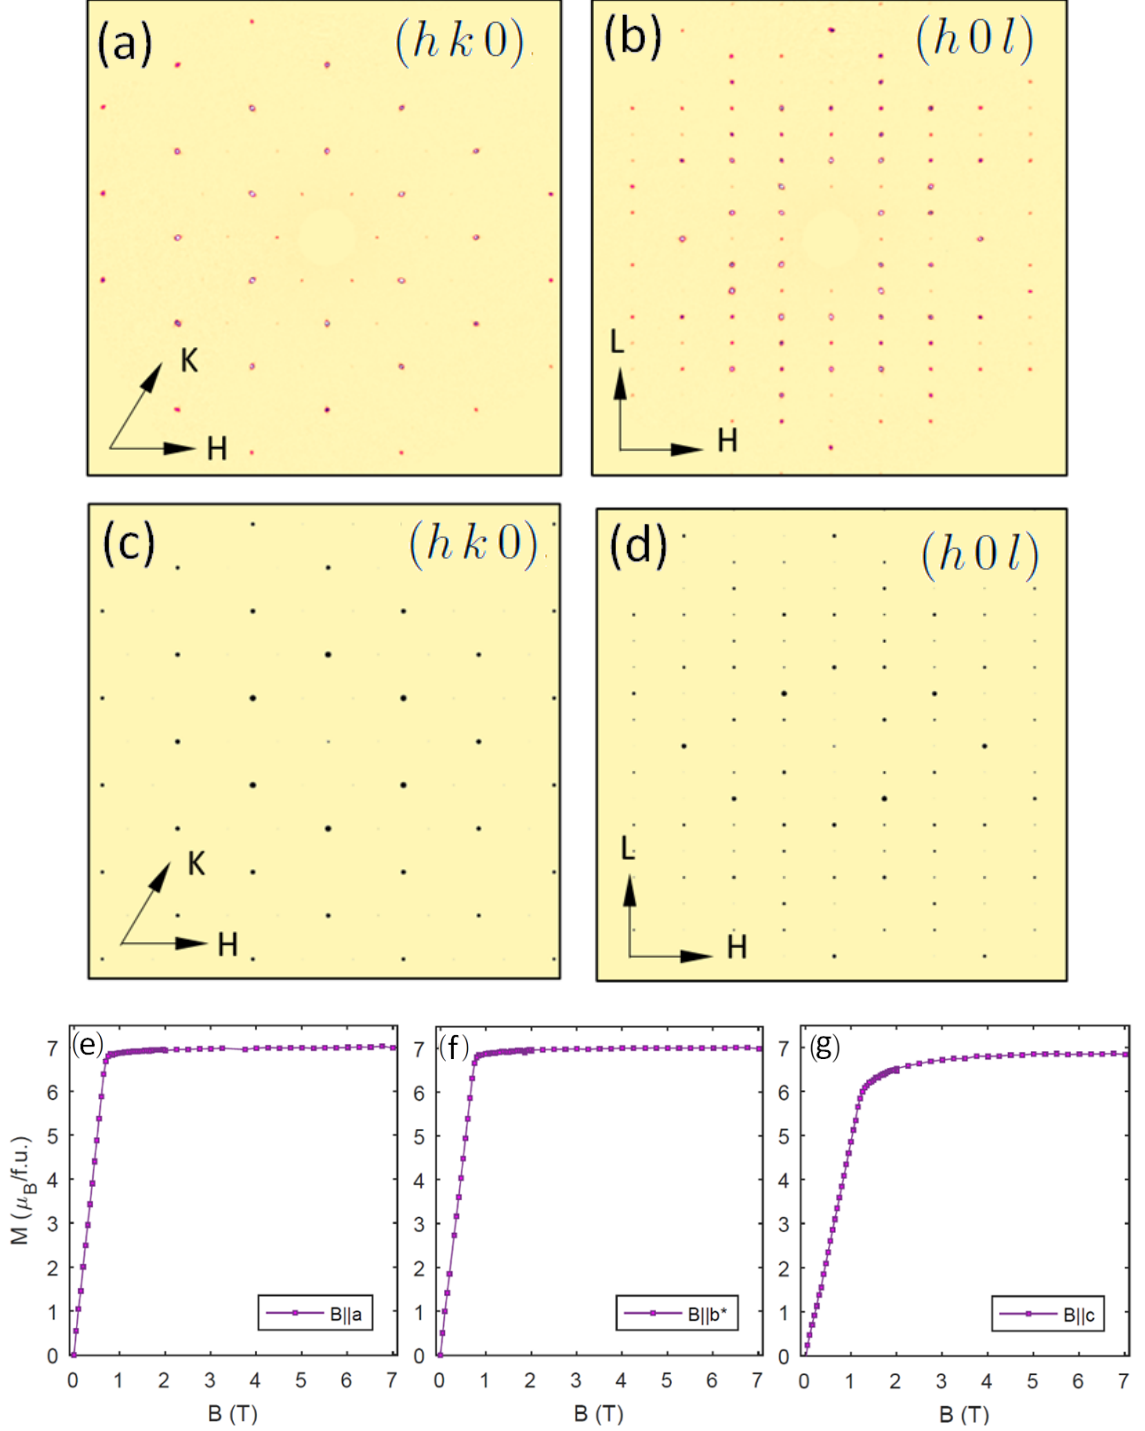 (a) (h k 0)
(b) (h 0 l)
K
H
L
H
(c) (h k 0)
(d) (h 0 l)
K
H
L
H
(e)
(f)
(g)
M (μB/f.u.)
7
6
5
4
3
2
1
0
0 1 2 3 4 5 6 7
B (T)
B||a
7
6
5
4
3
2
1
0
0 1 2 3 4 5 6 7
B (T)
B||b*
7
6
5
4
3
2
1
0
0 1 2 3 4 5 6 7
B (T)
B||c